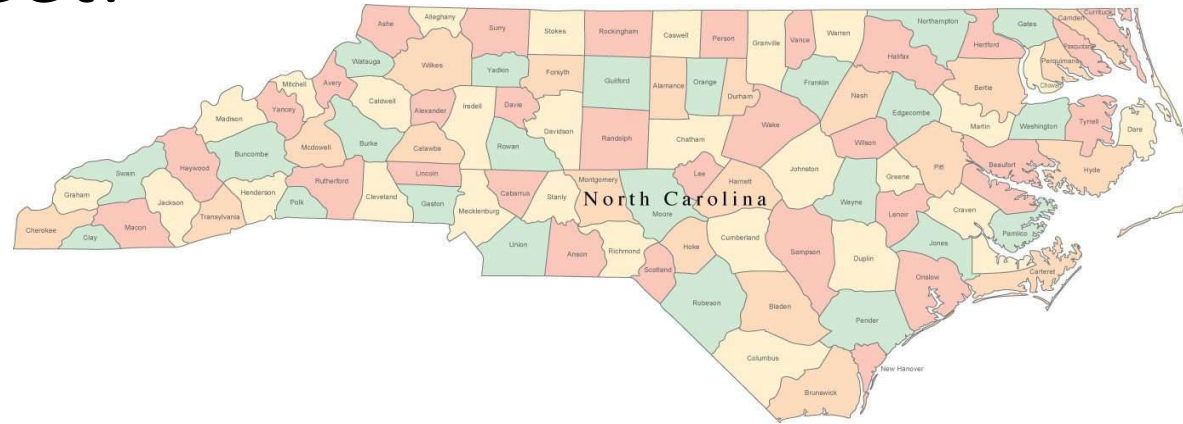 Ashe
Alleghany
Surry
Stokes
Rockingham
Caswell
Person
Granville
Vance
Warren
Northampton
Gates
Camden
Currituck
Hertford
Halifax
Watauga
Wilkes
Yadkin
Forsyth
Guilford
Alamance
Orange
Durham
Franklin
Nash
Bertie
Perquimans
Chowan
Mitchell
Avery
Yancey
Caldwell
Alexander
Iredell
Davie
Edgecombe
Madison
Davidson
Wake
Martin
Washington
Tyrrell
Dare
Buncombe
Mcdowell
Burke
Catawba
Rowan
Randolph
Chatham
Wilson
Swain
Haywood
Rutherford
Lincoln
Johnston
Greene
Pitt
Beaufort
Hyde
Graham
Jackson
Henderson
Polk
Cleveland
Gaston
Mecklenburg
Cabarrus
Stanly
Montgomery
Lee
Harnett
North Carolina
Moore
Wayne
Lenoir
Craven
Pamlico
Cherokee
Clay
Macon
Transylvania
Union
Anson
Richmond
Hoke
Cumberland
Sampson
Duplin
Jones
Scotland
Onslow
Carteret
Robeson
Bladen
Pender
Columbus
Brunswick
New Hanover